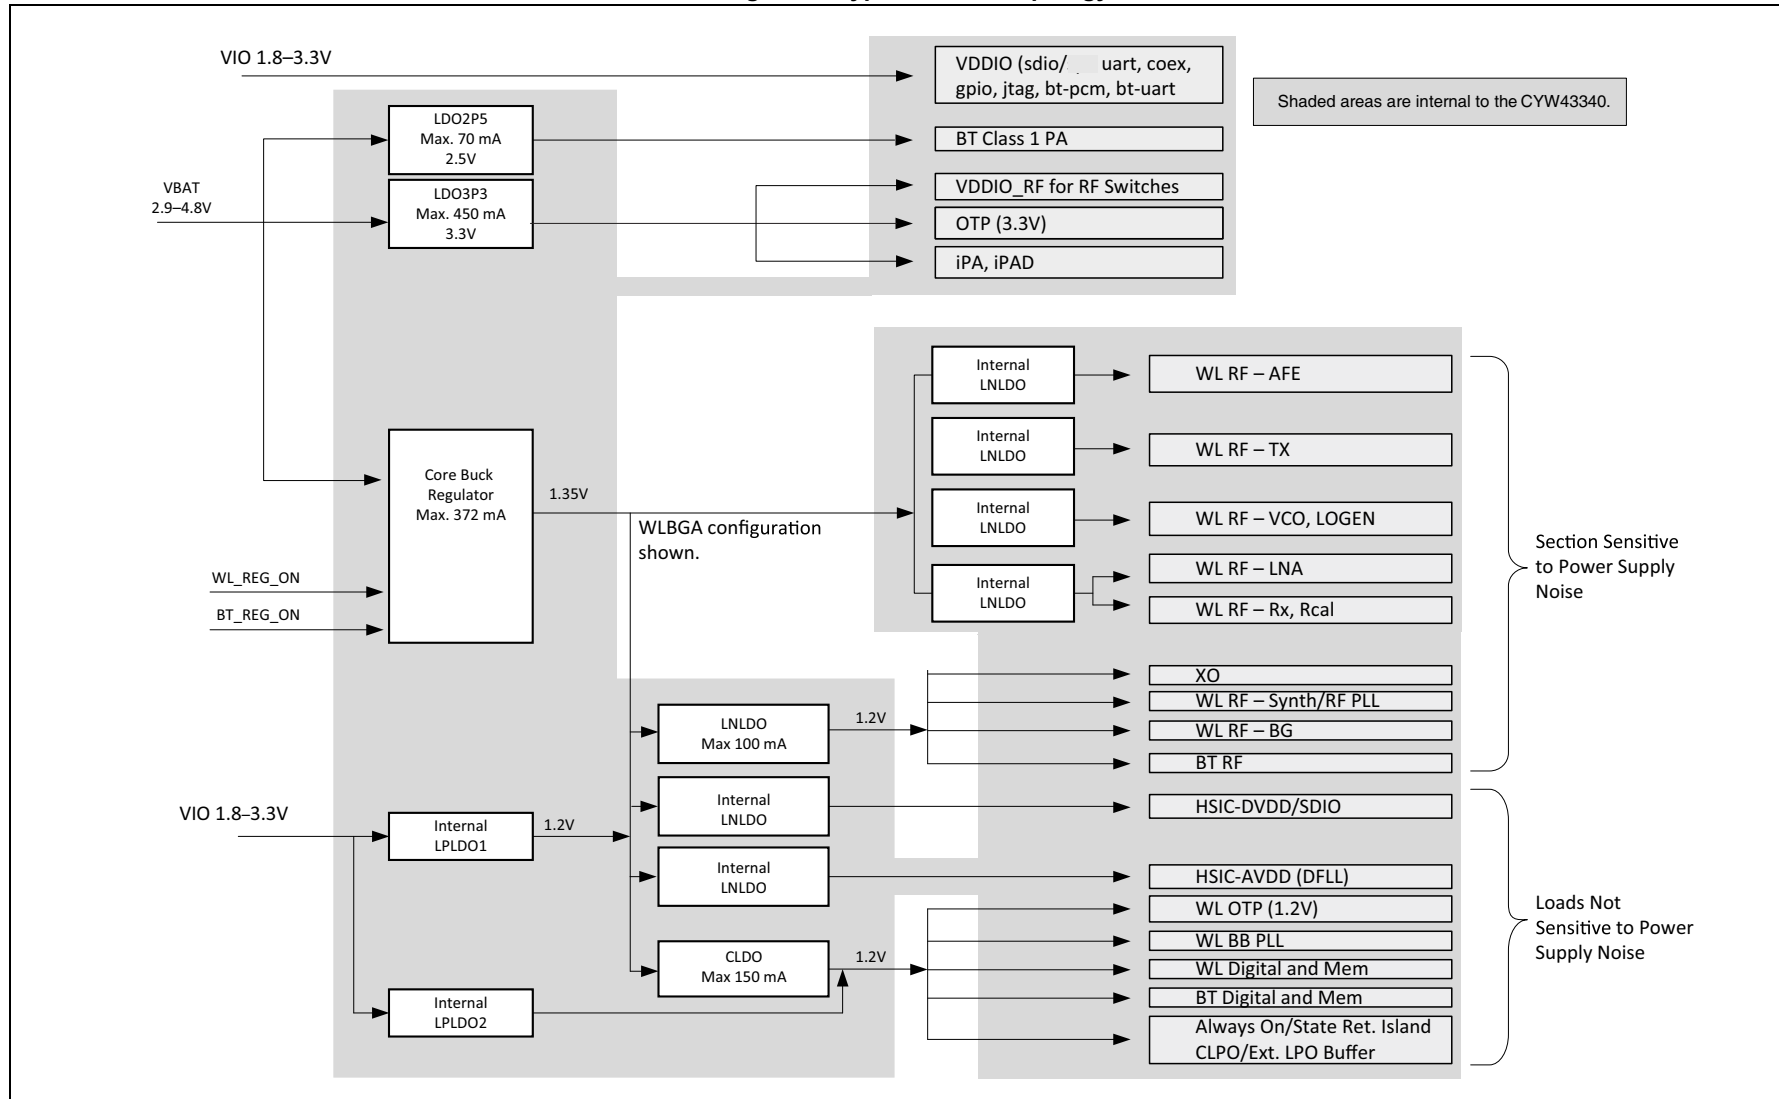 VIO 1.8–3.3V
VDDIO (sdio/ uart, coex,
gpio, jtag, bt-pcm, bt-uart
Shaded areas are internal to the CYW43340.
LDO2P5
Max. 70 mA
2.5V
BT Class 1 PA
VBAT
2.9–4.8V
LDO3P3
Max. 450 mA
3.3V
VDDIO_RF for RF Switches
OTP (3.3V)
iPA, iPAD
Internal
LNLDO
WL RF – AFE
Internal
LNLDO
WL RF – TX
Core Buck
Regulator
Max. 372 mA
1.35V
WLBGA configuration
shown.
Internal
LNLDO
WL RF – VCO, LOGEN
Section Sensitive
to Power Supply
Noise
WL_REG_ON
BT_REG_ON
Internal
LNLDO
WL RF – LNA
WL RF – Rx, Rcal
LNLDO
Max 100 mA
1.2V
XO
WL RF – Synth/RF PLL
WL RF – BG
BT RF
VIO 1.8–3.3V
Internal
LPLDO1
1.2V
Internal
LNLDO
HSIC-DVDD/SDIO
Internal
LNLDO
HSIC-AVDD (DFLL)
WL OTP (1.2V)
Loads Not
Sensitive to Power
Supply Noise
CLDO
Max 150 mA
1.2V
WL BB PLL
WL Digital and Mem
BT Digital and Mem
Internal
LPLDO2
Always On/State Ret. Island
CLPO/Ext. LPO Buffer